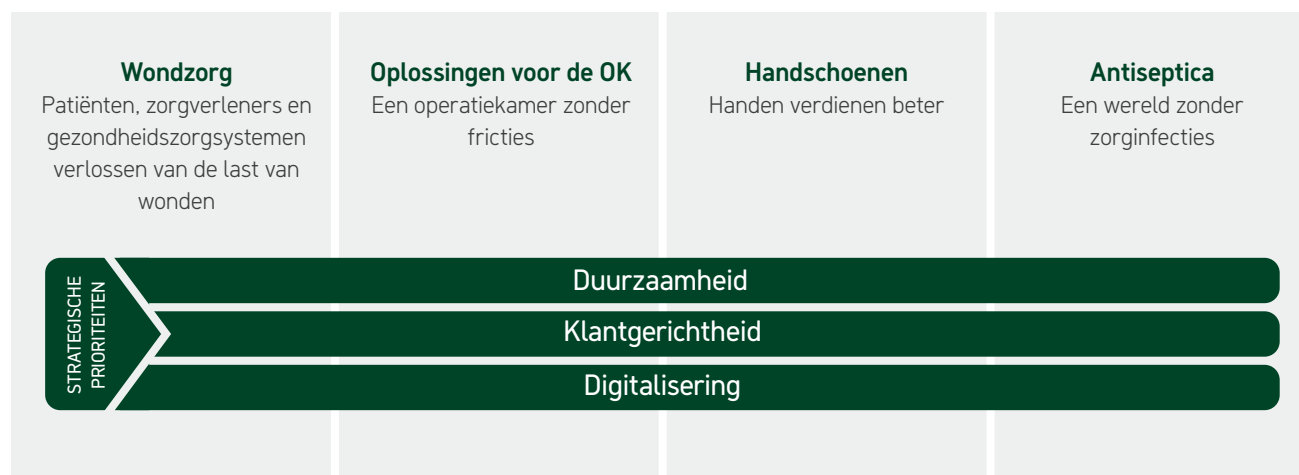 Wondzorg
Patiënten, zorgverleners en
gezondheidszorgsystemen
verlossen van de last van
wonden
Oplossingen voor de OK
Een operatiekamer zonder
fricties
Handschoenen
Handen verdienen beter
Antiseptica
Een wereld zonder
zorginfecties
STRATEGISCHE
PRIORITEITEN
Duurzaamheid
Klantgerichtheid
Digitalisering